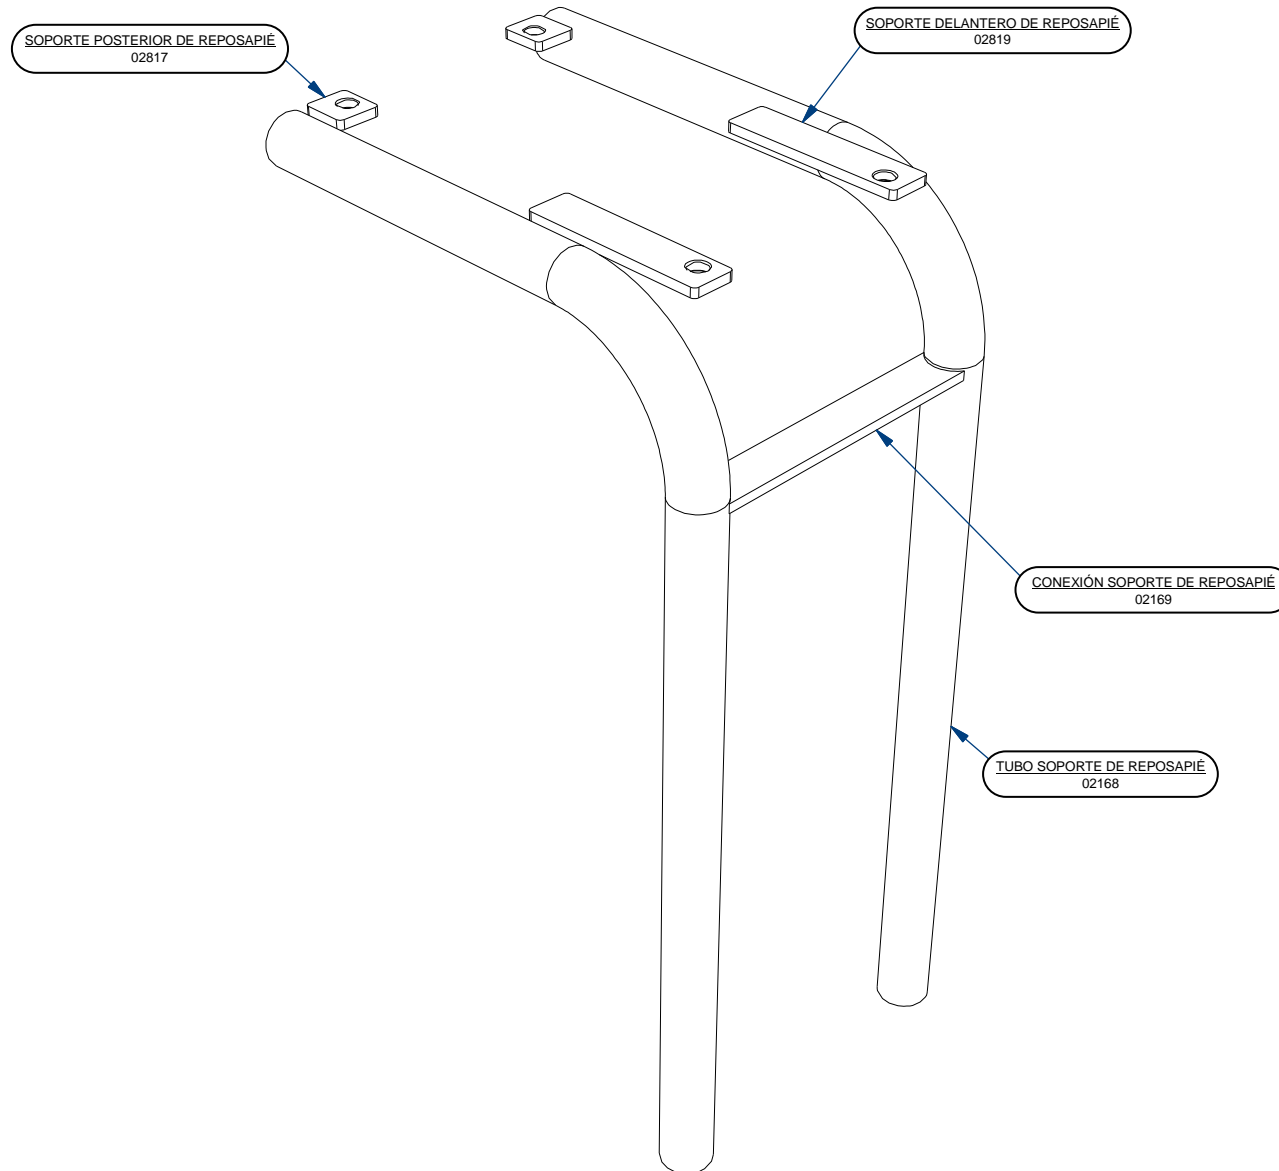 SOPORTE POSTERIOR DE REPOSAPIÉ
02817
SOPORTE DELANTERO DE REPOSAPIÉ
02819
CONEXIÓN SOPORTE DE REPOSAPIÉ
02169
TUBO SOPORTE DE REPOSAPIÉ
02168